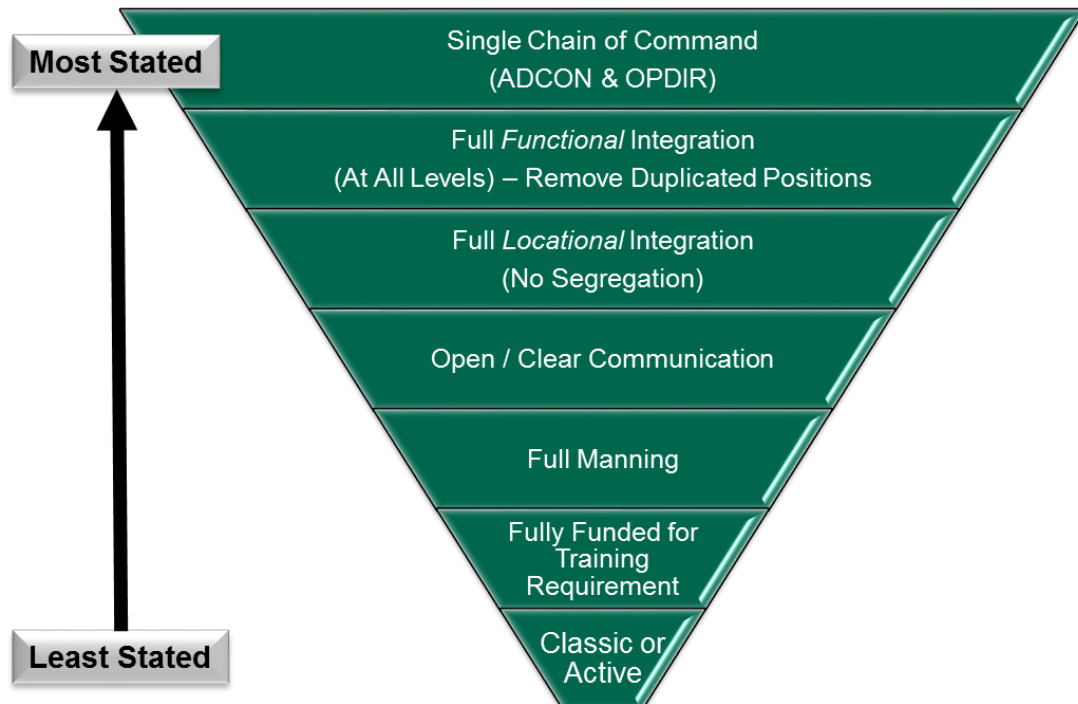 Most Stated
Single Chain of Command
(ADCON & OPDIR)
Full Functional Integration
(At All Levels) – Remove Duplicated Positions
Full Locational Integration
(No Segregation)
Open / Clear Communication
Full Manning
Fully Funded for
Training
Requirement
Least Stated
Classic or
Active